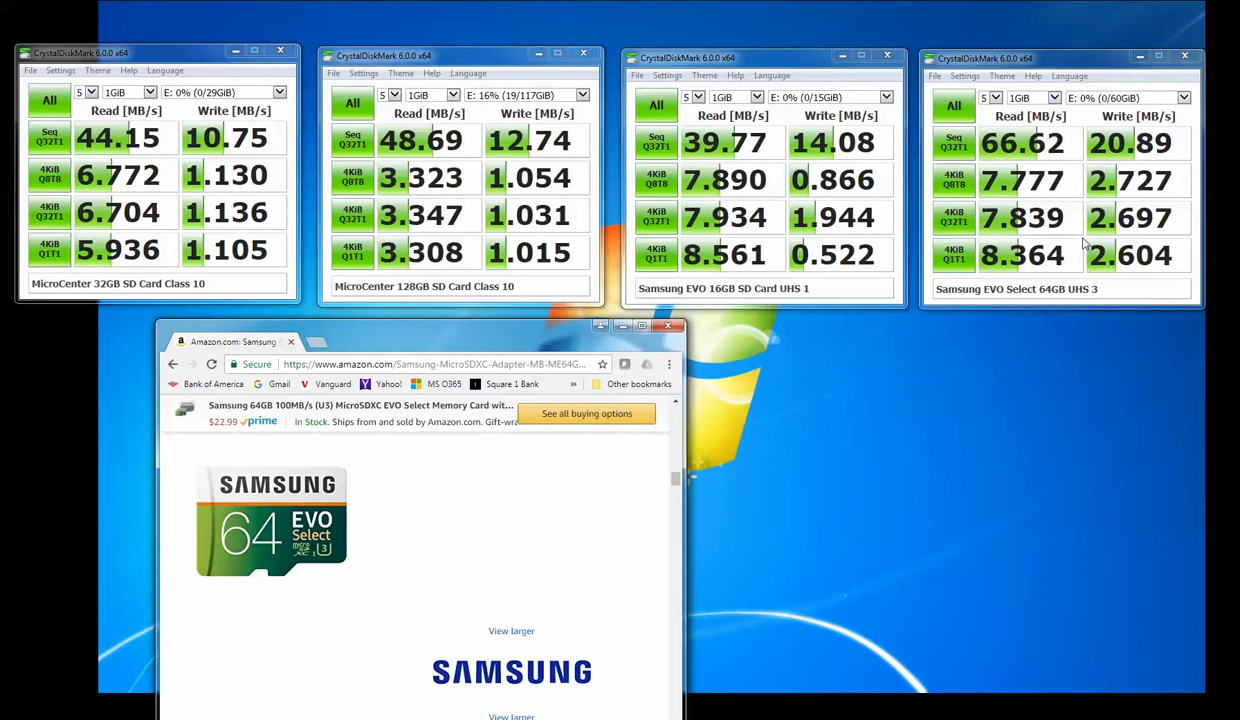 CrystalDiskMark 6.0.0 x64
File Settings Theme Help Language
All 5 1GiB E: 0% (0/29GiB)
Read [MB/s] Write [MB/s]
Seq Q32T1 44.15 10.75
4KiB Q8T8 6.772 1.130
4KiB Q32T1 6.704 1.136
4KiB Q1T1 5.936 1.105
MicroCenter 32GB SD Card Class 10
CrystalDiskMark 6.0.0 x64
File Settings Theme Help Language
All 5 1GiB E: 16% (19/117GiB)
Read [MB/s] Write [MB/s]
Seq Q32T1 48.69 12.74
4KiB Q8T8 3.323 1.054
4KiB Q32T1 3.347 1.031
4KiB Q1T1 3.308 1.015
MicroCenter 128GB SD Card Class 10
CrystalDiskMark 6.0.0 x64
File Settings Theme Help Language
All 5 1GiB E: 0% (0/15GiB)
Read [MB/s] Write [MB/s]
Seq Q32T1 39.77 14.08
4KiB Q8T8 7.890 0.866
4KiB Q32T1 7.934 1.944
4KiB Q1T1 8.561 0.522
Samsung EVO 16GB SD Card UHS 1
CrystalDiskMark 6.0.0 x64
File Settings Theme Help Language
All 5 1GiB E: 0% (0/60GiB)
Read [MB/s] Write [MB/s]
Seq Q32T1 66.62 20.89
4KiB Q8T8 7.777 2.727
4KiB Q32T1 7.839 2.697
4KiB Q1T1 8.364 2.604
Samsung EVO Select 64GB UHS 3
Amazon.com: Samsung
Secure https://www.amazon.com/Samsung-MicroSDXC-Adapter-MB-ME64G...
Bank of America Gmail Vanguard Yahoo! MS O365 Square 1 Bank » Other bookmarks
Samsung 64GB 100MB/s (U3) MicroSDXC EVO Select Memory Card wit...
$22.99 prime In Stock. Ships from and sold by Amazon.com. Gift-wra
See all buying options
SAMSUNG
64 EVO
Select
micro SD XC I U3
View larger
SAMSUNG
View larger